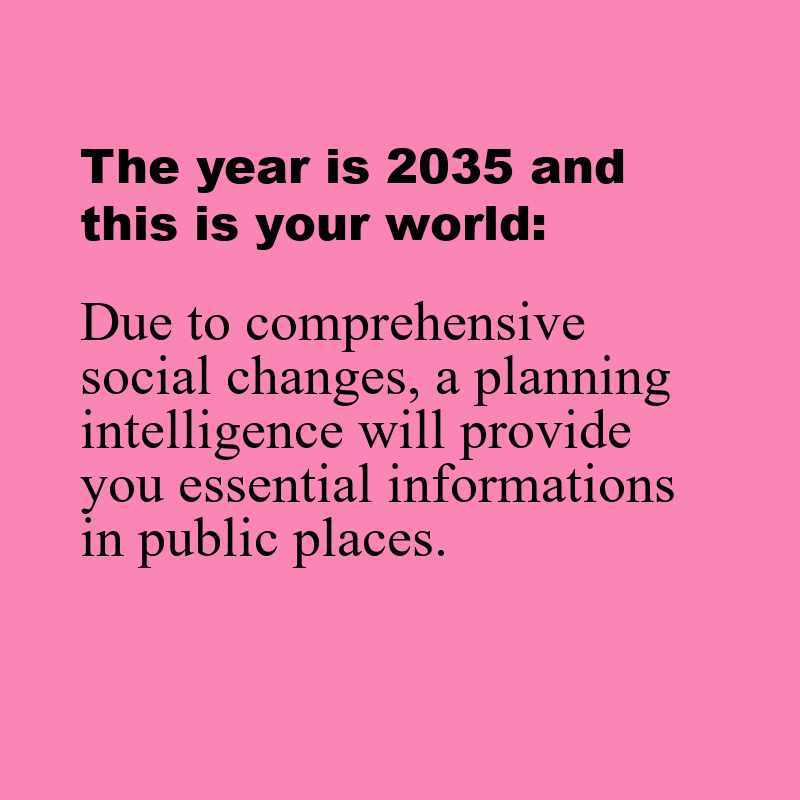 The year is 2035 and
this is your world:
Due to comprehensive
social changes, a planning
intelligence will provide
you essential informations
in public places.